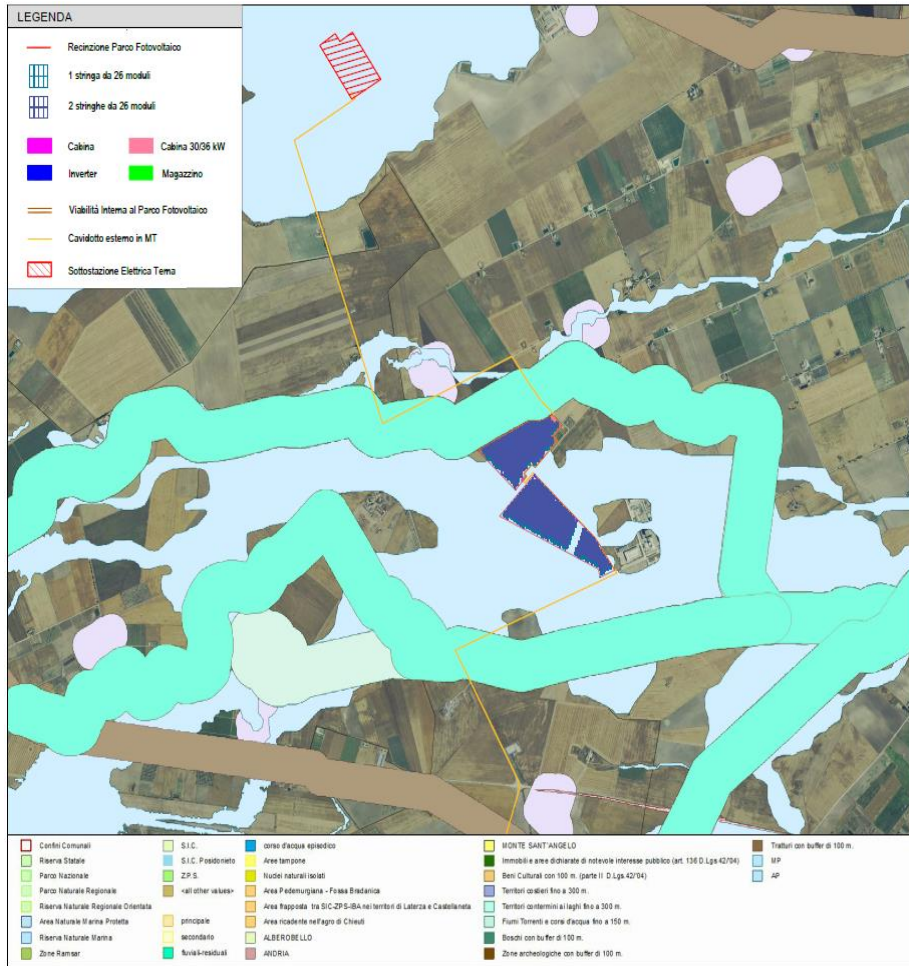 LEGENDA
Recinzione Parco Fotovoltaico
1 stringa da 26 moduli
2 stringhe da 26 moduli
Cabina
Cabina 30/36 kW
Inverter
Magazzino
Viabilità Interna al Parco Fotovoltaico
Cavidotto esterno in MT
Sottostazione Elettrica Terna
Confini Comunali
Riserva Statale
Parco Nazionale
Parco Naturale Regionale
Riserva Naturale Regionale Orientata
Area Naturale Marina Protetta
Riserva Naturale Marina
Zone Ramsar
S.I.C.
S.I.C. Posidonieto
Z.P.S.
<all other values>
principale
secondario
fluviali-residuali
corso d'acqua episodico
Aree tampone
Nuclei naturali isolati
Area Pedemurgiana - Fossa Bradanica
Area frapposta tra SIC-ZPS-IBA nei territori di Laterza e Castellaneta
Area ricadente nell'agro di Chieuti
ALBEROBELLO
ANDRIA
MONTE SANT'ANGELO
Immobili e aree dichiarate di notevole interesse pubblico (art. 136 D.Lgs 42/04)
Beni Culturali con 100 m. (parte II D.Lgs.42/04)
Territori costieri fino a 300 m.
Territori contermini ai laghi fino a 300 m.
Fiumi Torrenti e corsi d'acqua fino a 150 m.
Boschi con buffer di 100 m.
Zone archeologiche con buffer di 100 m.
Tratturi con buffer di 100 m.
MP
AP